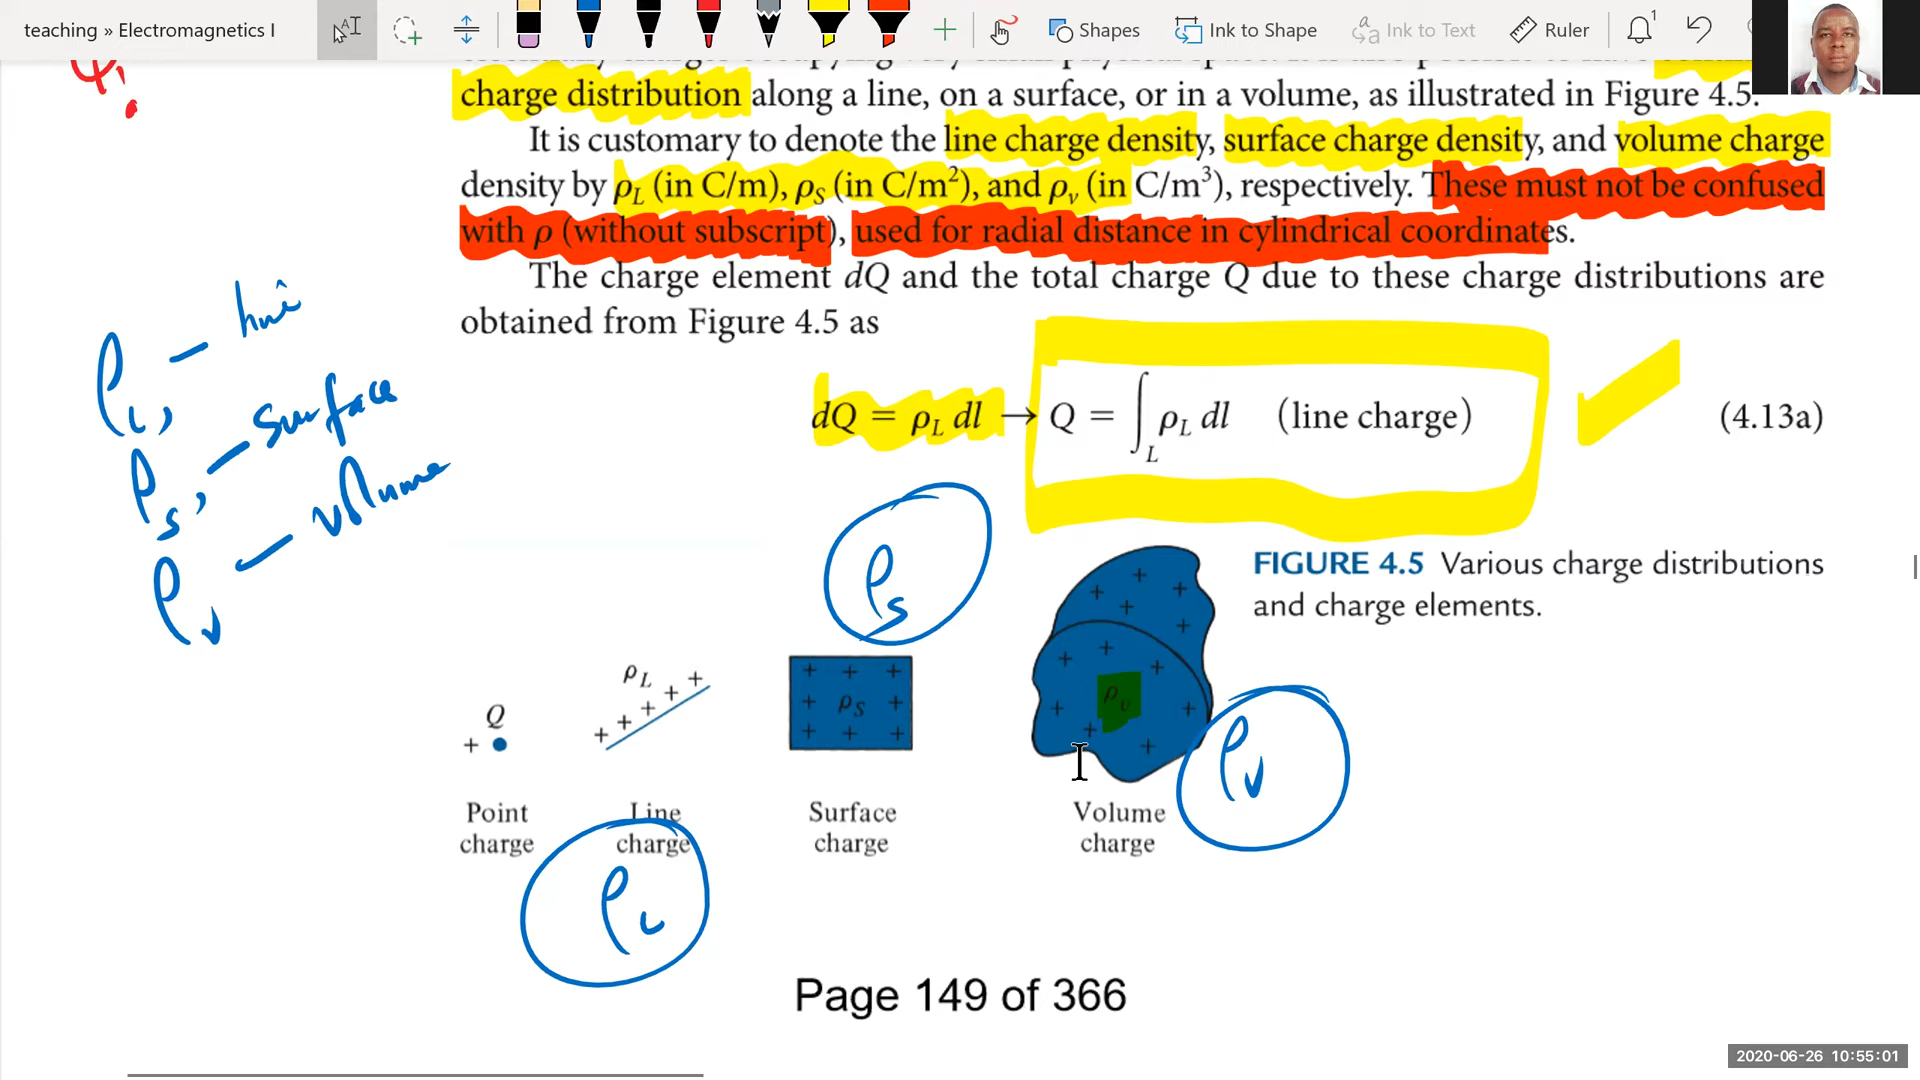 teaching » Electromagnetics I
Shapes
Ink to Shape
Ink to Text
Ruler
1
charge distribution along a line, on a surface, or in a volume, as illustrated in Figure 4.5.
It is customary to denote the line charge density, surface charge density, and volume charge
density by ρL (in C/m), ρS (in C/m²), and ρv (in C/m³), respectively. These must not be confused
with ρ (without subscript), used for radial distance in cylindrical coordinates.
The charge element dQ and the total charge Q due to these charge distributions are
obtained from Figure 4.5 as
dQ = ρL dl → Q = ∫L ρL dl (line charge) (4.13a)
ρL,
ρs, — surface
ρv — volume
ρs
FIGURE 4.5 Various charge distributions
and charge elements.
Q
+
ρL
+ + + + +
+ + +
+ ρS +
+ + +
ρv
ρv
Point
charge
Line
charge
Surface
charge
Volume
charge
ρL
Page 149 of 366
2020-06-26 10:55:01